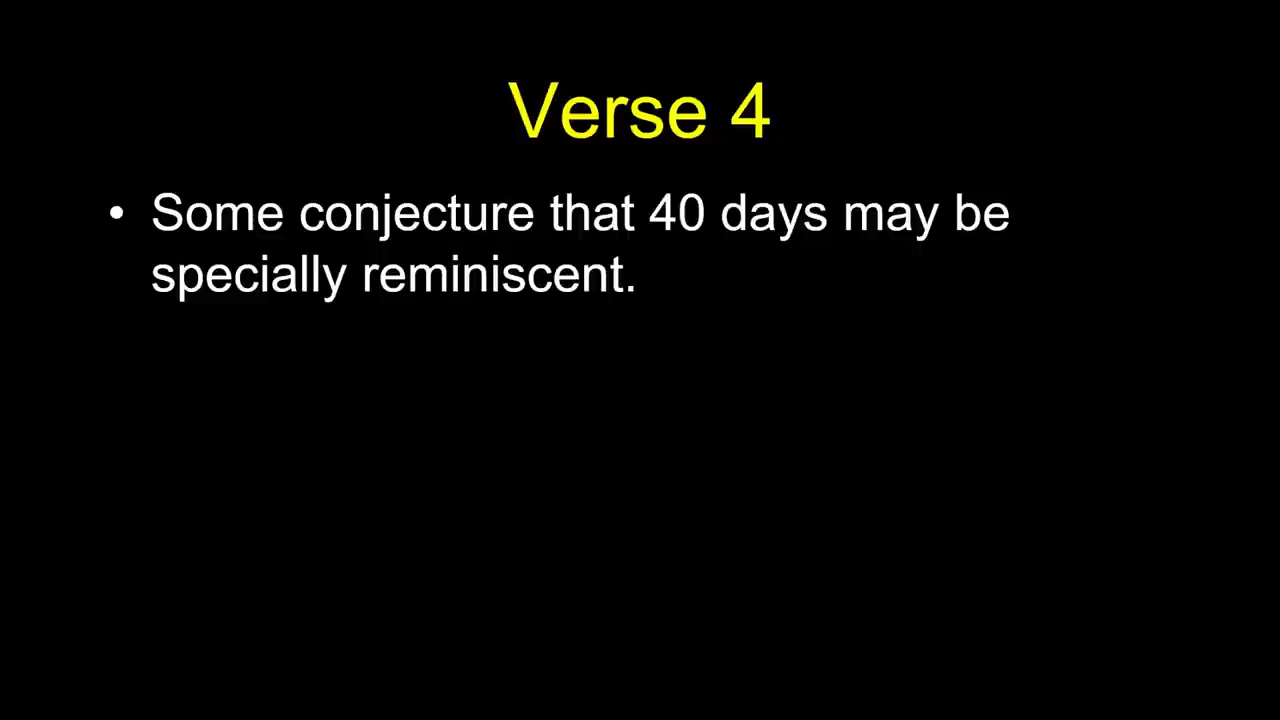 Verse 4
• Some conjecture that 40 days may be
specially reminiscent.